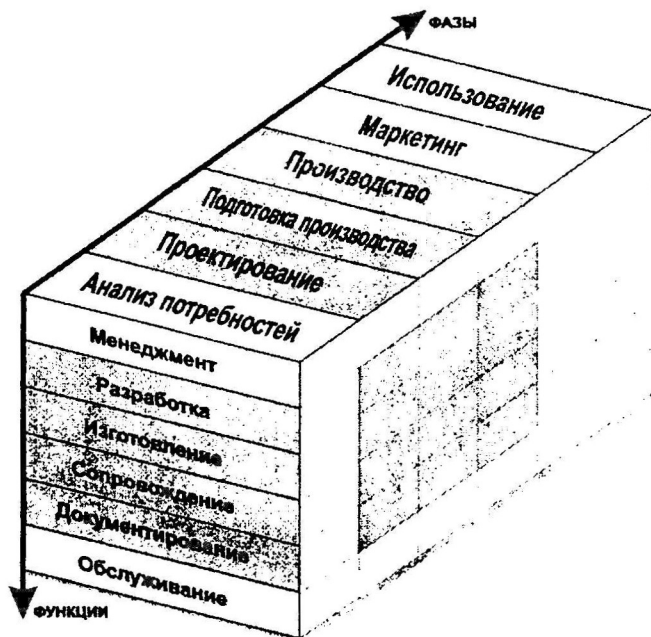 ФАЗЫ
Использование
Маркетинг
Производство
Подготовка производства
Проектирование
Анализ потребностей
Менеджмент
Разработка
Изготовление
Сопровождение
Документирование
Обслуживание
ФУНКЦИИ